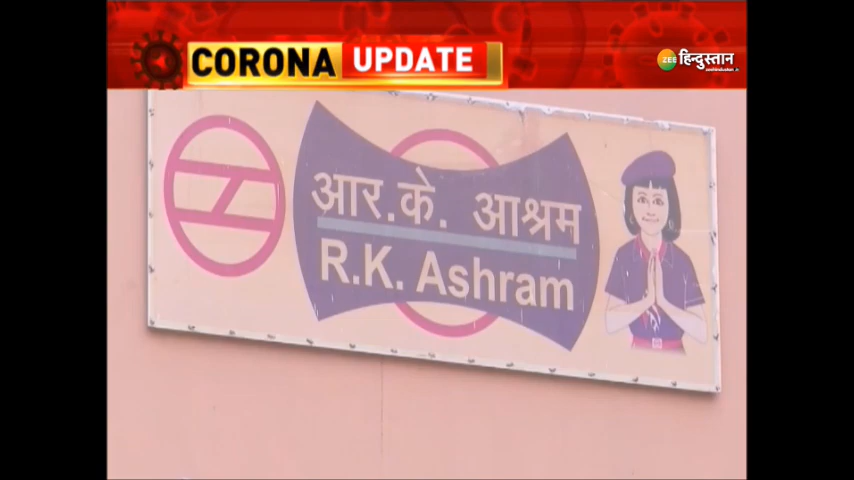 CORONA UPDATE
ZEE हिन्दुस्तान
आर.के. आश्रम
R.K. Ashram